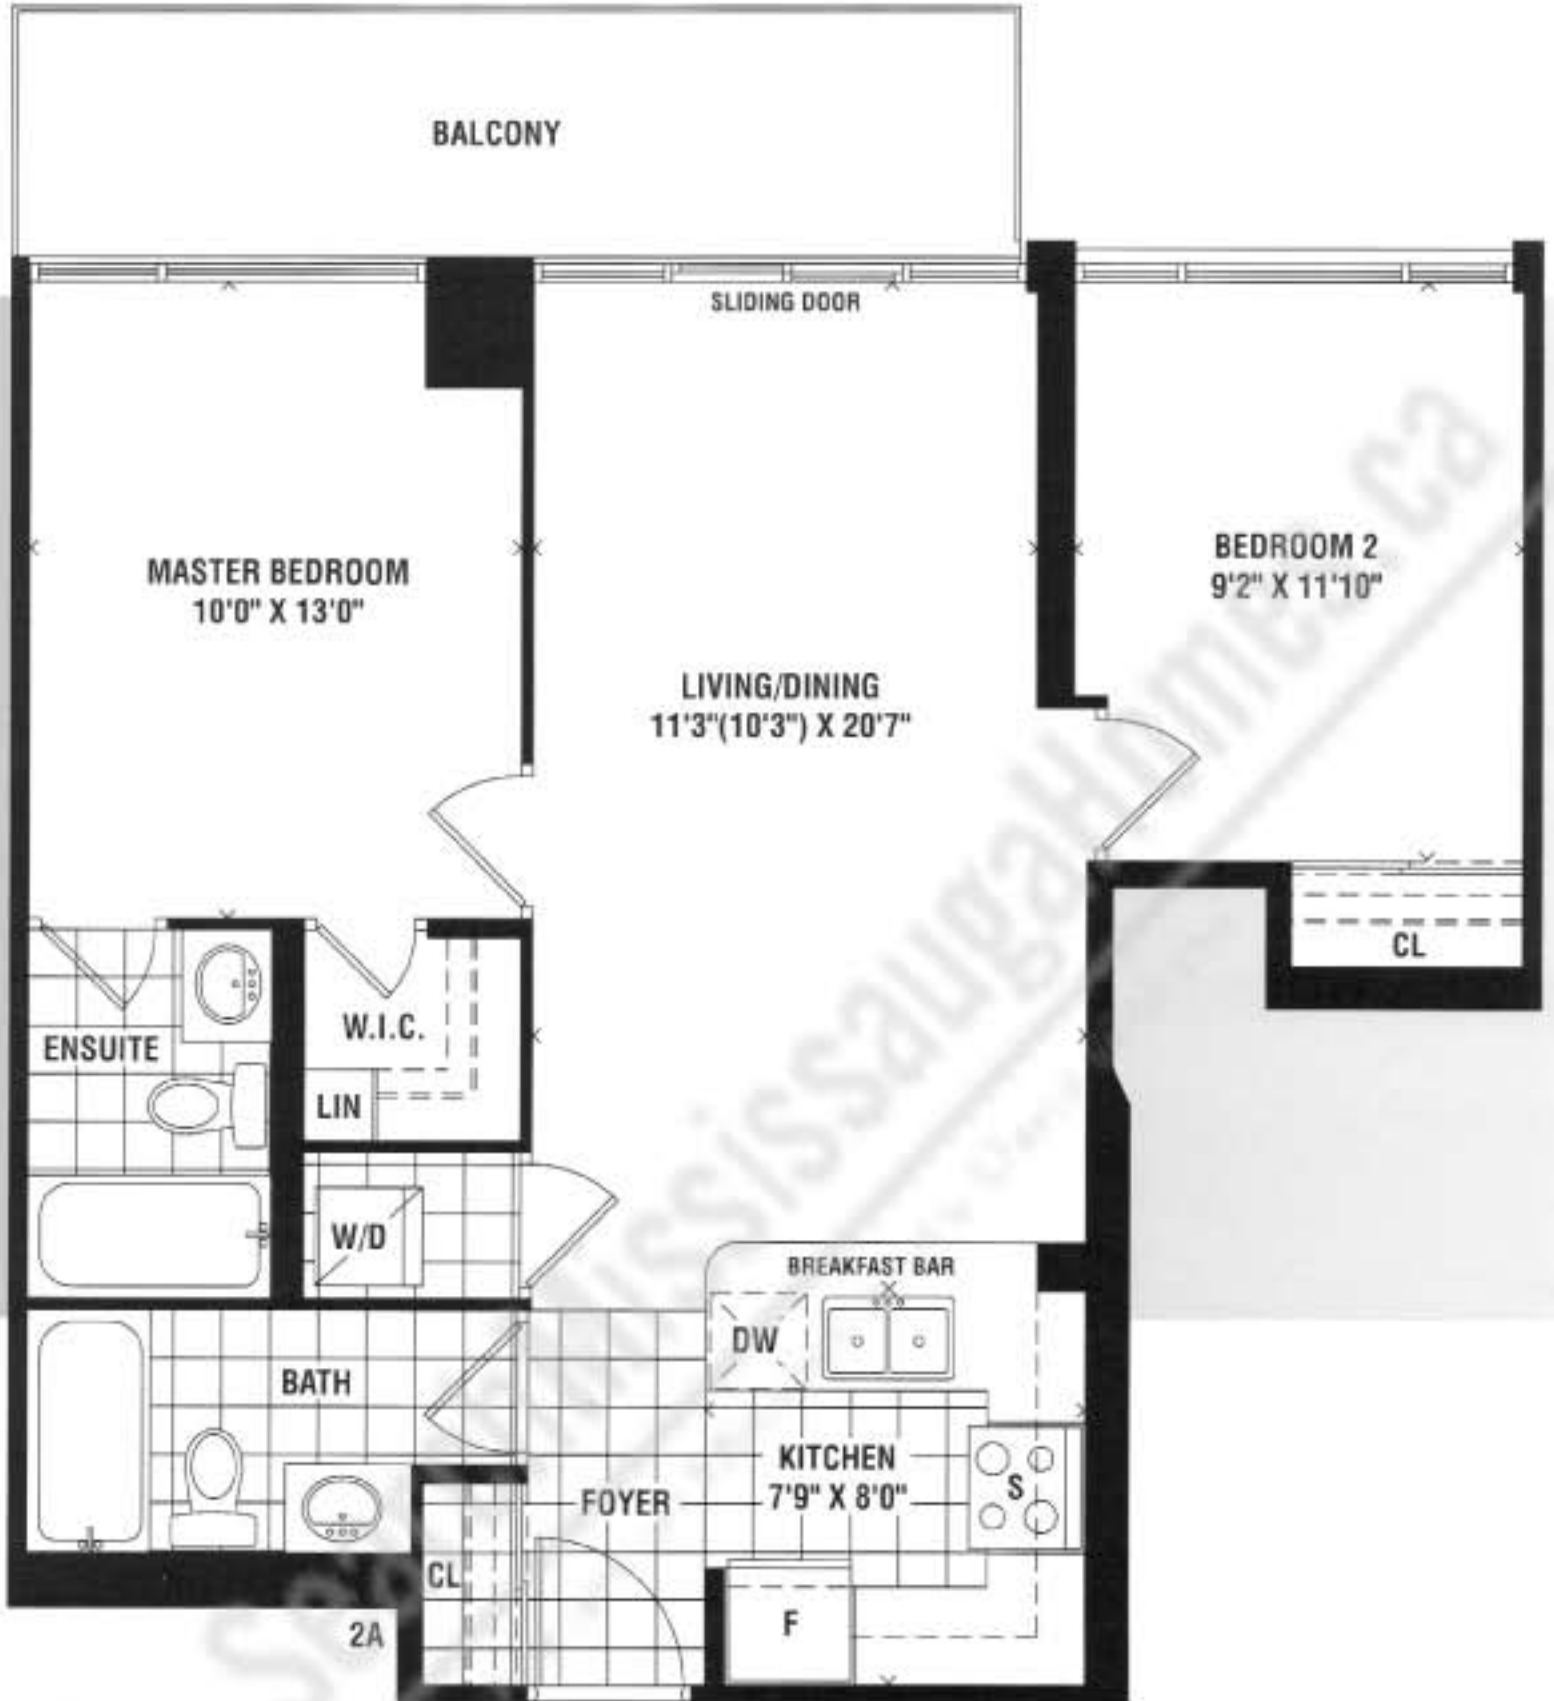 BALCONY
SLIDING DOOR
MASTER BEDROOM
10'0" X 13'0"
BEDROOM 2
9'2" X 11'10"
LIVING/DINING
11'3"(10'3") X 20'7"
CL
W.I.C.
ENSUITE
LIN
W/D
BREAKFAST BAR
DW
BATH
KITCHEN
7'9" X 8'0"
S
FOYER
CL
F
2A